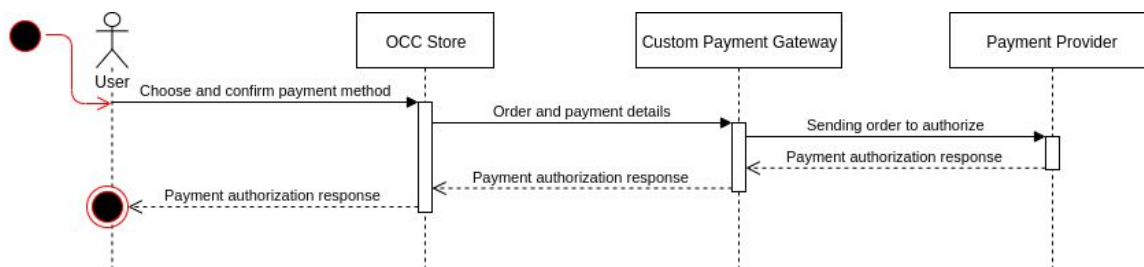 OCC Store
Custom Payment Gateway
Payment Provider
User
Choose and confirm payment method
Order and payment details
Sending order to authorize
Payment authorization response
Payment authorization response
Payment authorization response